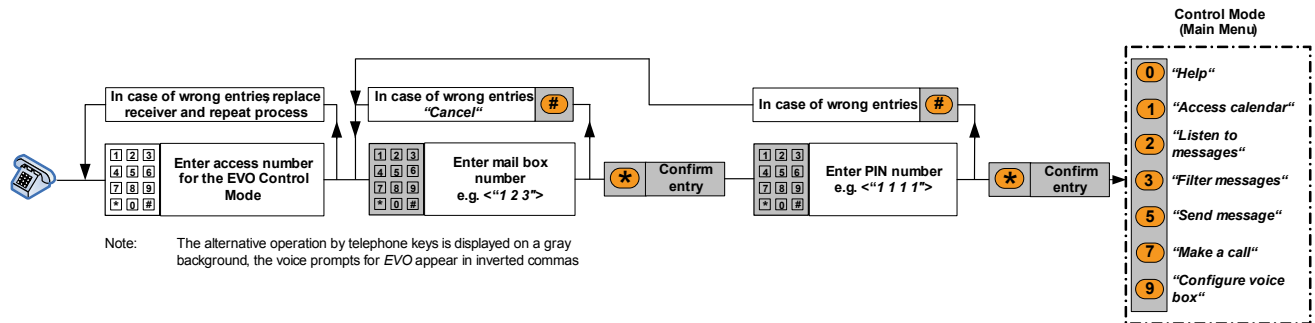 Control Mode
(Main Menu)
In case of wrong entries replace
receiver and repeat process
In case of wrong entries
“Cancel“
#
In case of wrong entries
#
1 2 3
4 5 6
7 8 9
* 0 #
Enter access number
for the EVO Control
Mode
1 2 3
4 5 6
7 8 9
* 0 #
Enter mail box
number
e.g. <“1 2 3”>
*
Confirm
entry
1 2 3
4 5 6
7 8 9
* 0 #
Enter PIN number
e.g. <“1 1 1 1”>
*
Confirm
entry
0 “Help“
1 “Access calendar“
2 “Listen to
messages“
3 “Filter messages“
5 “Send message“
7 “Make a call“
9 “Configure voice
box“
Note: The alternative operation by telephone keys is displayed on a gray
background, the voice prompts for EVO appear in inverted commas